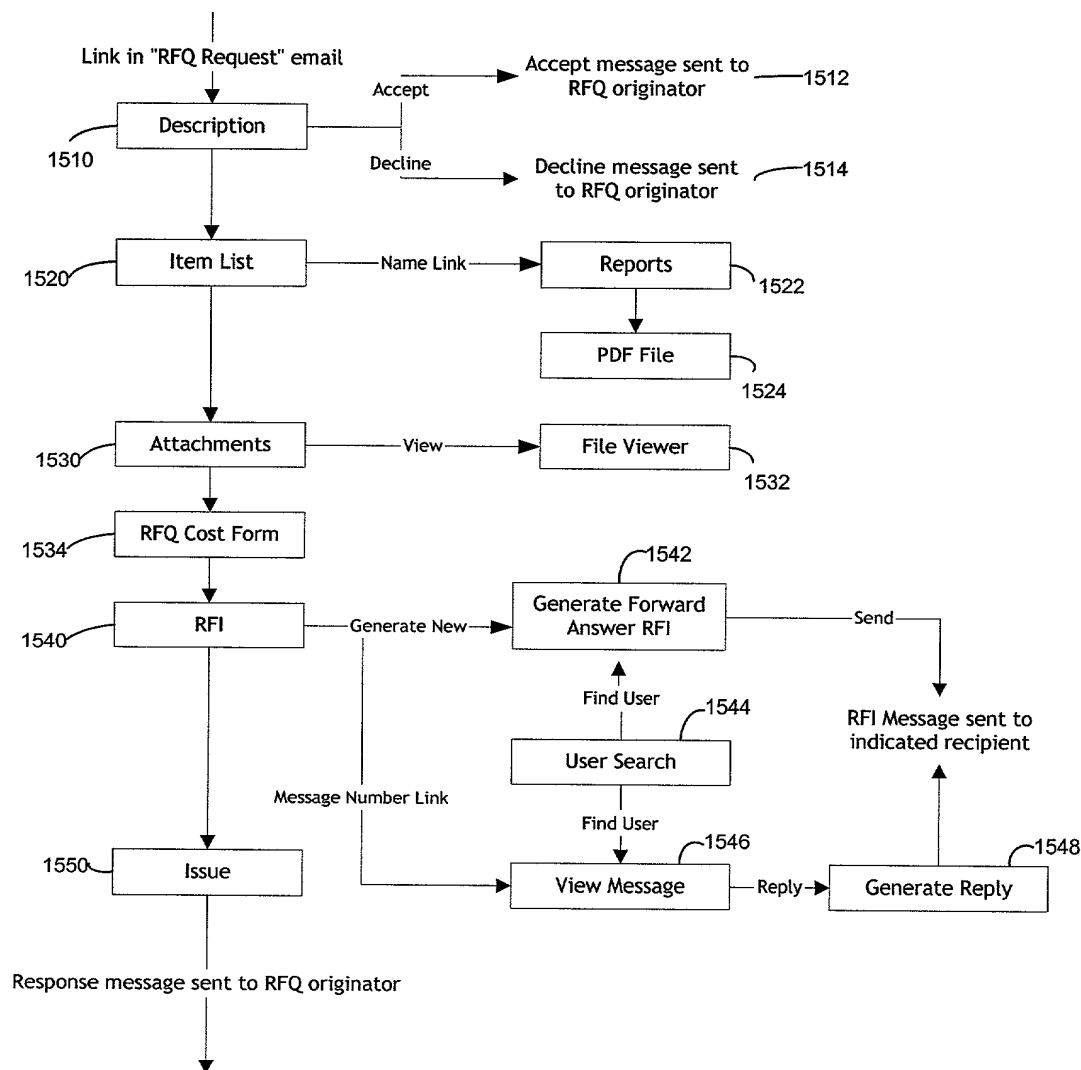 Link in "RFQ Request" email
Accept
Accept message sent to
RFQ originator
1512
Description
1510
Decline
Decline message sent
to RFQ originator
1514
Item List
1520
Name Link
Reports
1522
PDF File
1524
Attachments
1530
View
File Viewer
1532
RFQ Cost Form
1534
1542
RFI
1540
Generate New
Generate Forward
Answer RFI
Send
Find User
1544
RFI Message sent to
indicated recipient
User Search
Message Number Link
Find User
1546
1548
1550
Issue
View Message
Reply
Generate Reply
Response message sent to RFQ originator